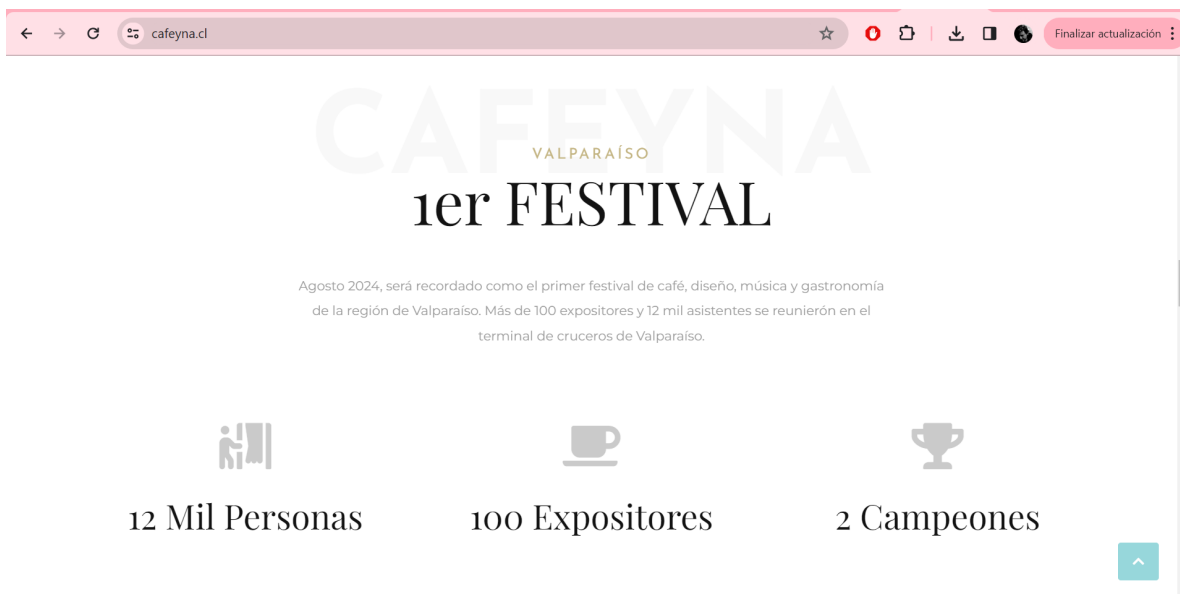 cafeyna.cl
Finalizar actualización
CAFEYNA
VALPARAÍSO
1er FESTIVAL
Agosto 2024, será recordado como el primer festival de café, diseño, música y gastronomía
de la región de Valparaíso. Más de 100 expositores y 12 mil asistentes se reunierón en el
terminal de cruceros de Valparaíso.
12 Mil Personas
100 Expositores
2 Campeones